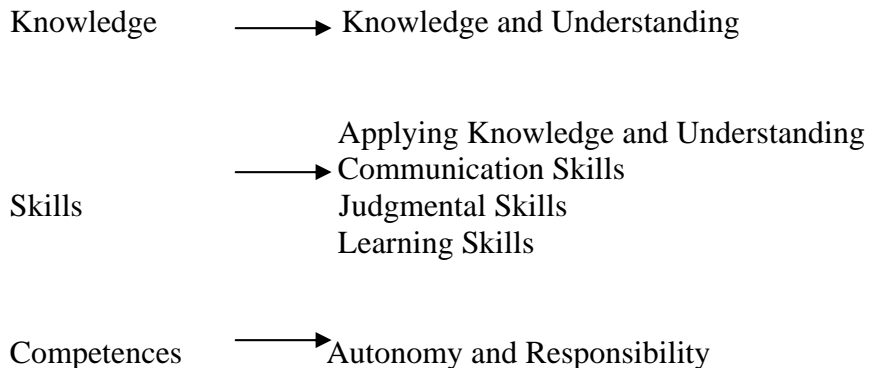 Knowledge Knowledge and Understanding
Applying Knowledge and Understanding
Communication Skills
Skills Judgmental Skills
Learning Skills
Competences Autonomy and Responsibility